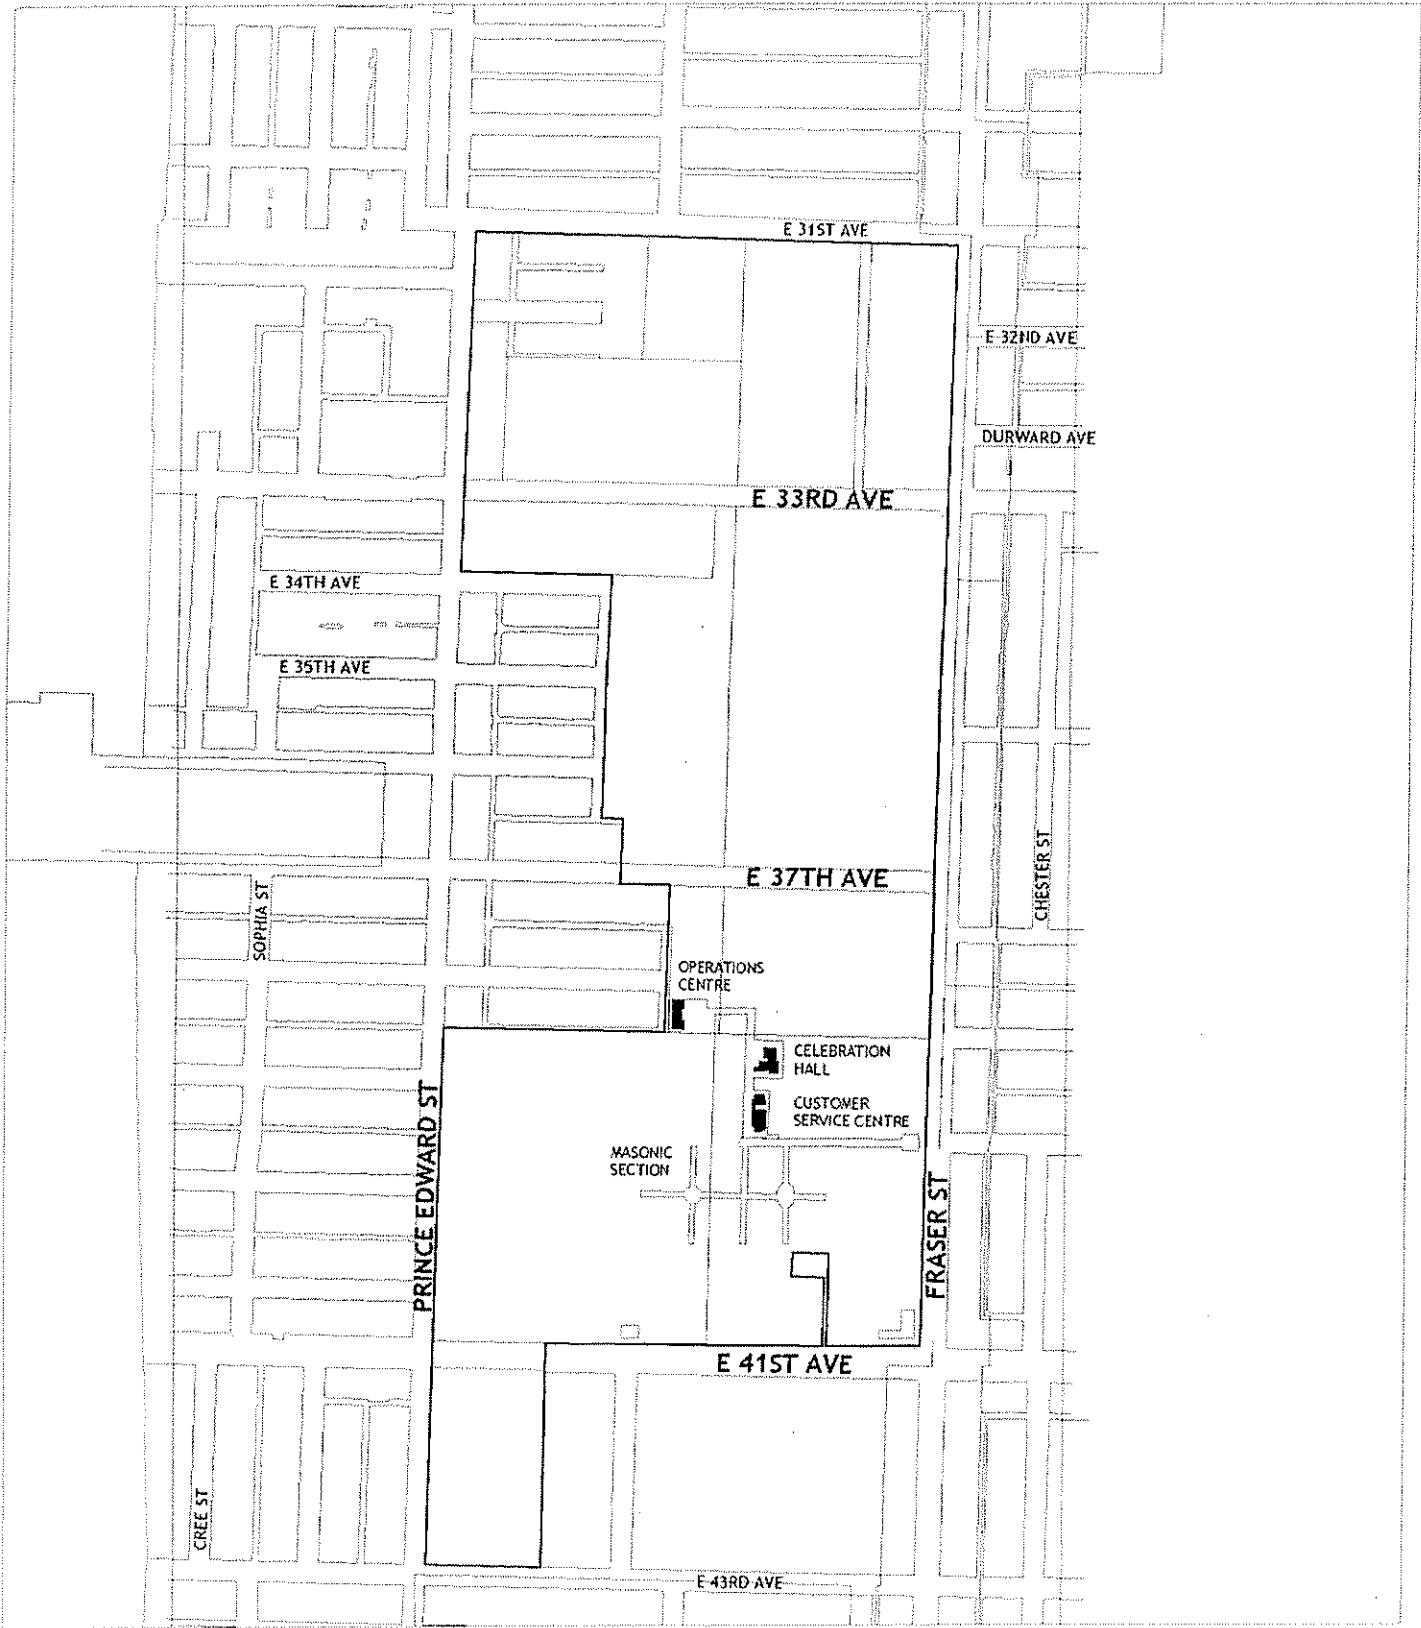 E 31ST AVE
E 32ND AVE
DURWARD AVE
E 33RD AVE
E 34TH AVE
E 35TH AVE
E 37TH AVE
CHESTER ST
SOPHIA ST
OPERATIONS
CENTRE
CELEBRATION
HALL
CUSTOMER
SERVICE CENTRE
MASONIC
SECTION
PRINCE EDWARD ST
FRASER ST
E 41ST AVE
CREE ST
E 43RD AVE